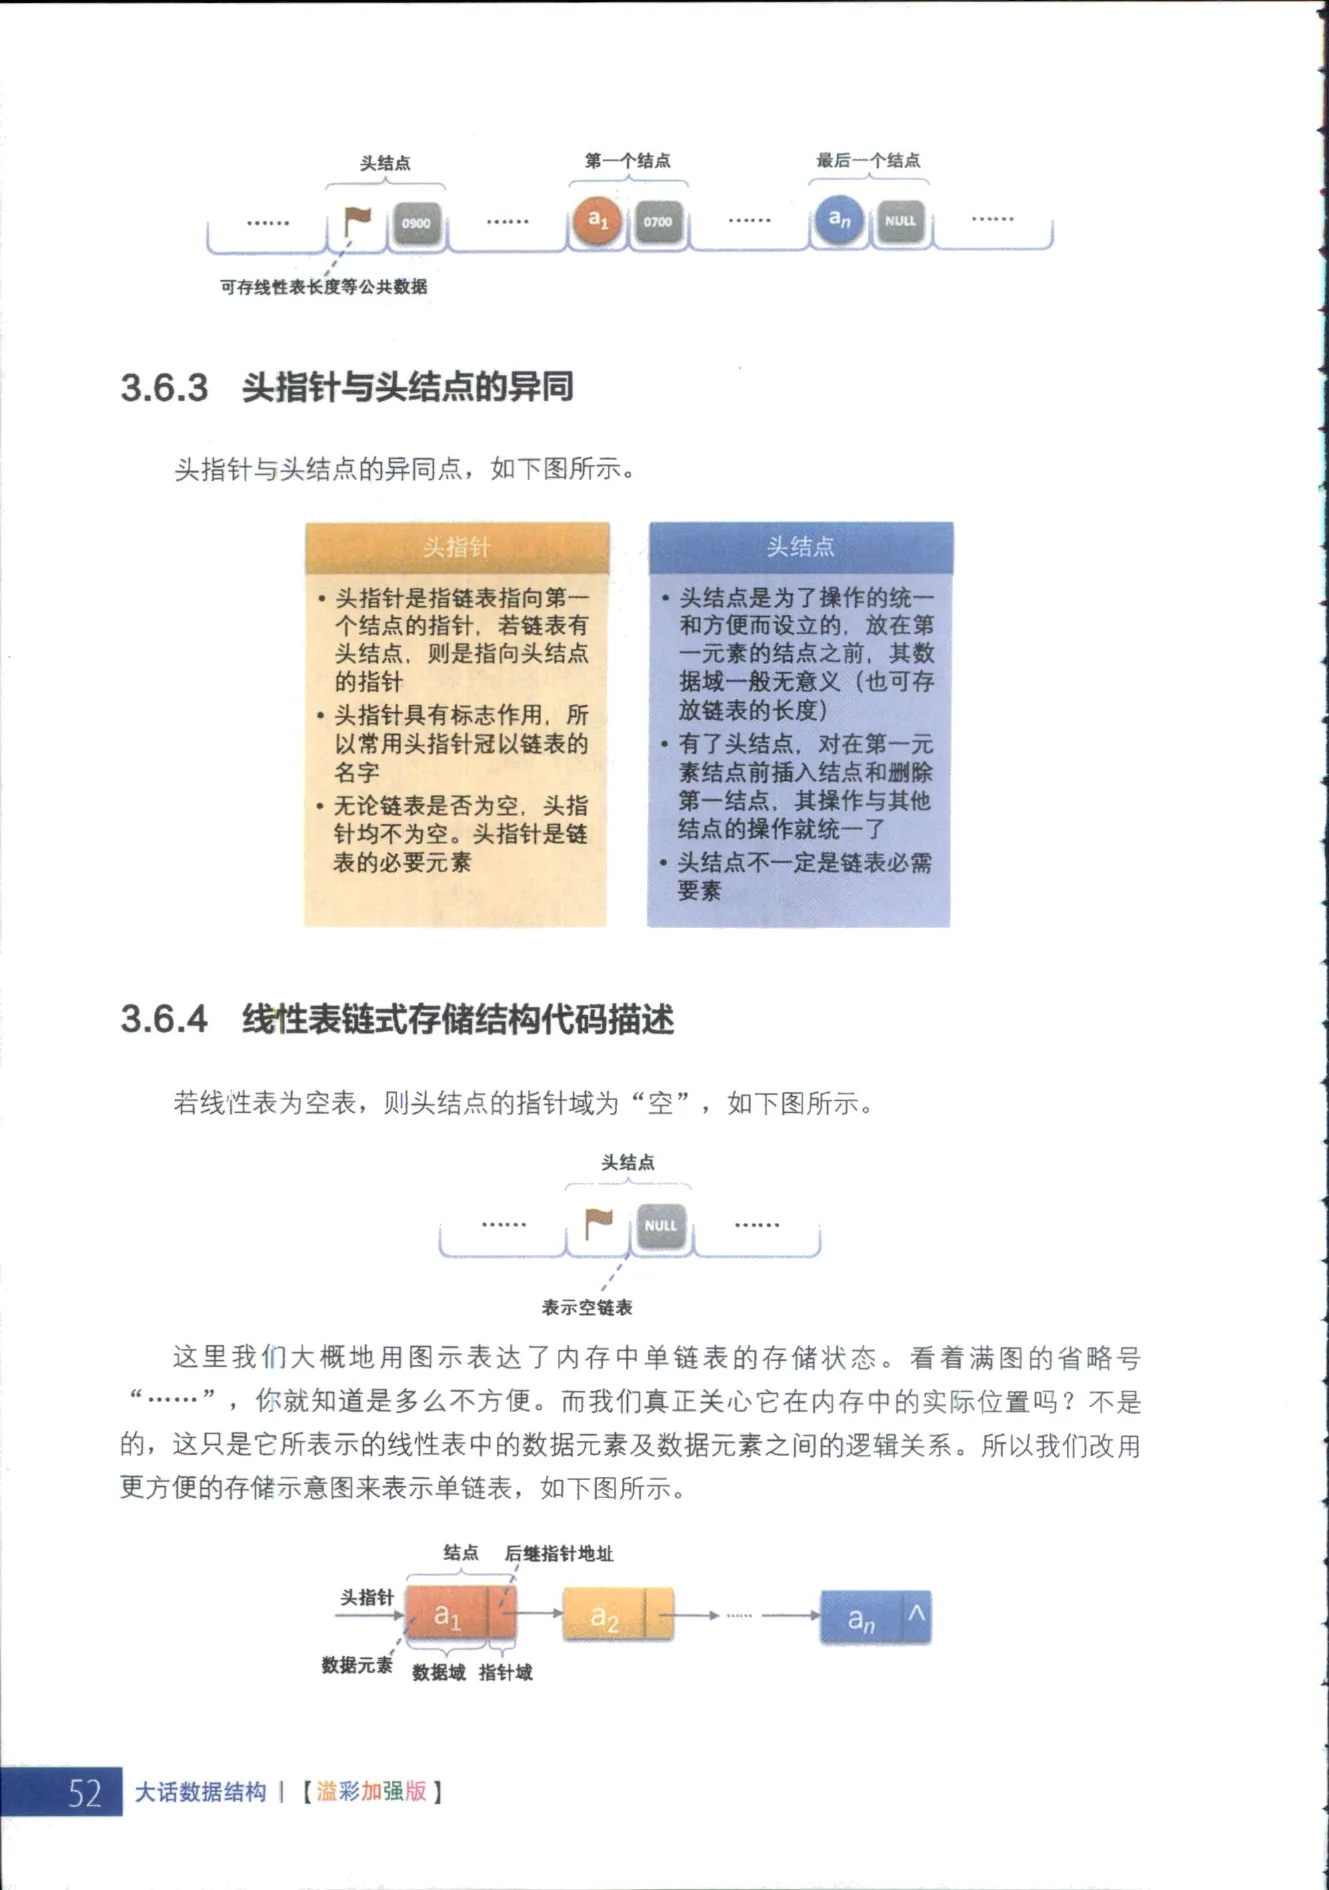 头结点 第一个结点 最后一个结点
…… 0900 …… a1 0700 …… an NULL ……
可存线性表长度等公共数据
3.6.3 头指针与头结点的异同
头指针与头结点的异同点，如下图所示。
头指针
• 头指针是指链表指向第一
个结点的指针，若链表有
头结点，则是指向头结点
的指针
• 头指针具有标志作用，所
以常用头指针冠以链表的
名字
• 无论链表是否为空，头指
针均不为空。头指针是链
表的必要元素
头结点
• 头结点是为了操作的统一
和方便而设立的，放在第
一元素的结点之前，其数
据域一般无意义（也可存
放链表的长度）
• 有了头结点，对在第一元
素结点前插入结点和删除
第一结点，其操作与其他
结点的操作就统一了
• 头结点不一定是链表必需
要素
3.6.4 线性表链式存储结构代码描述
若线性表为空表，则头结点的指针域为“空”，如下图所示。
头结点
…… NULL ……
表示空链表
这里我们大概地用图示表达了内存中单链表的存储状态。看着满图的省略号
“……”，你就知道是多么不方便。而我们真正关心它在内存中的实际位置吗？不是
的，这只是它所表示的线性表中的数据元素及数据元素之间的逻辑关系。所以我们改用
更方便的存储示意图来表示单链表，如下图所示。
结点 后继指针地址
头指针 a1 a2 …… an ^
数据元素 数据域 指针域
52 大话数据结构 |【溢彩加强版】